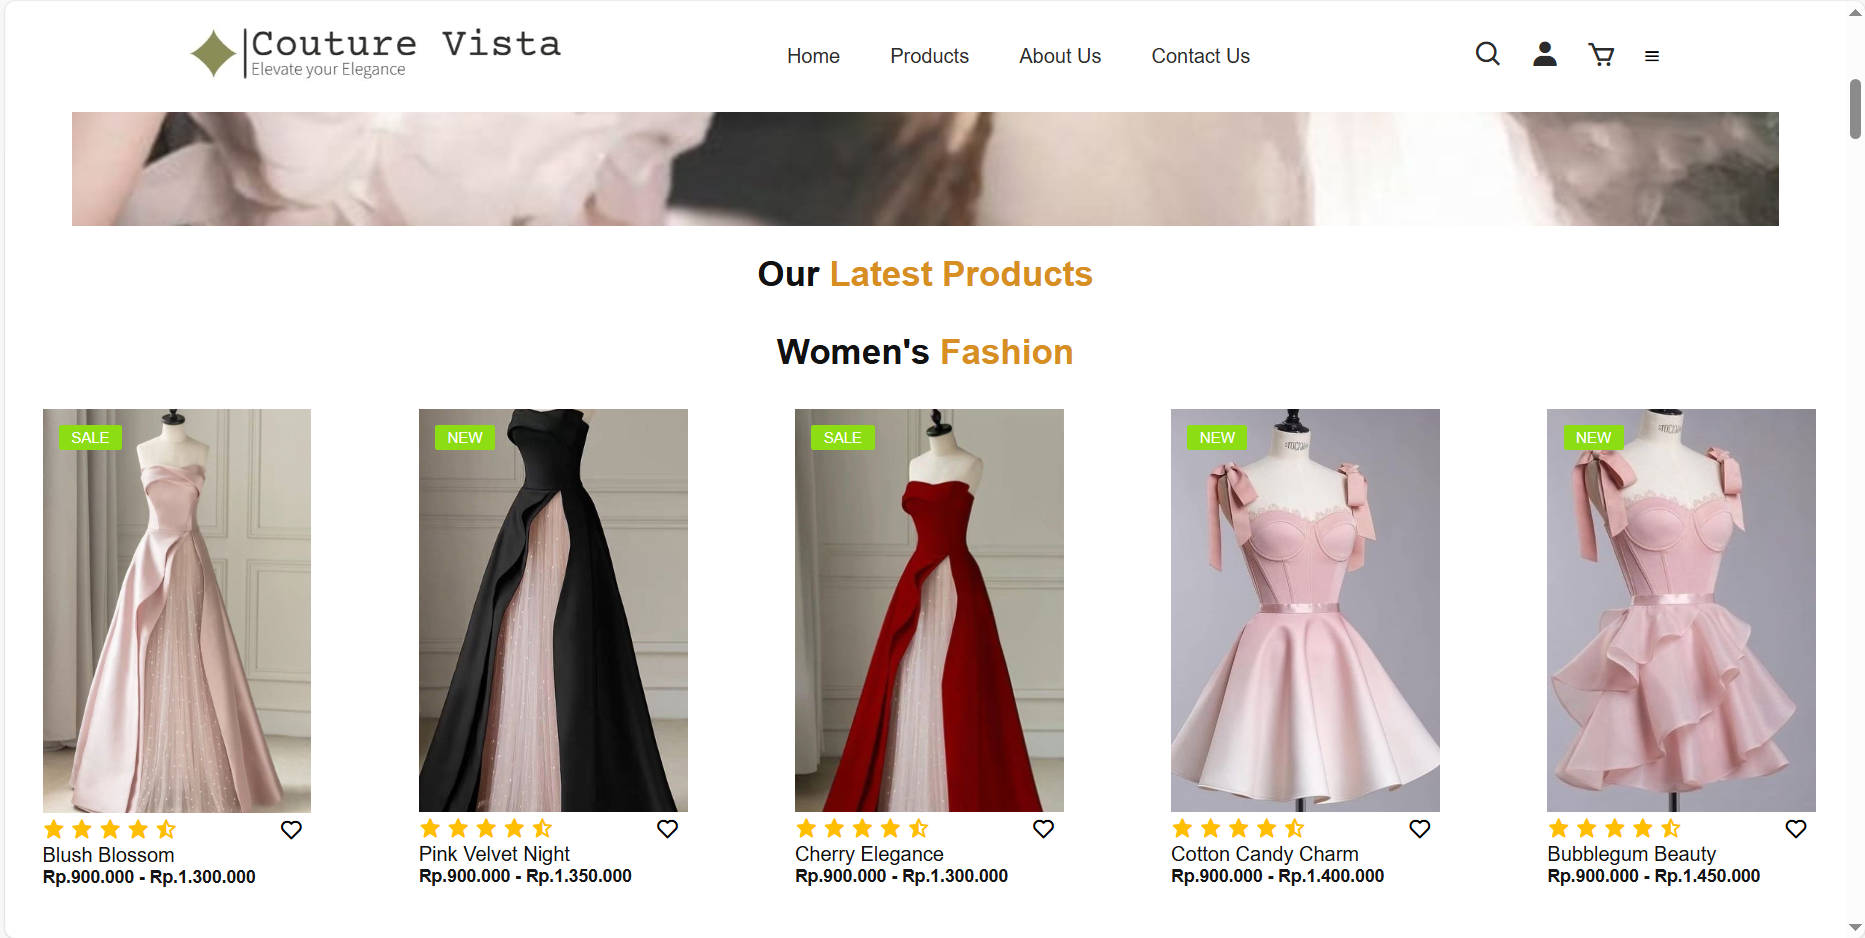 Couture Vista
Elevate your Elegance
Home Products About Us Contact Us
Our Latest Products
Women's Fashion
SALE NEW SALE NEW NEW
Blush Blossom Pink Velvet Night Cherry Elegance Cotton Candy Charm Bubblegum Beauty
Rp.900.000 - Rp.1.300.000 Rp.900.000 - Rp.1.350.000 Rp.900.000 - Rp.1.300.000 Rp.900.000 - Rp.1.400.000 Rp.900.000 - Rp.1.450.000